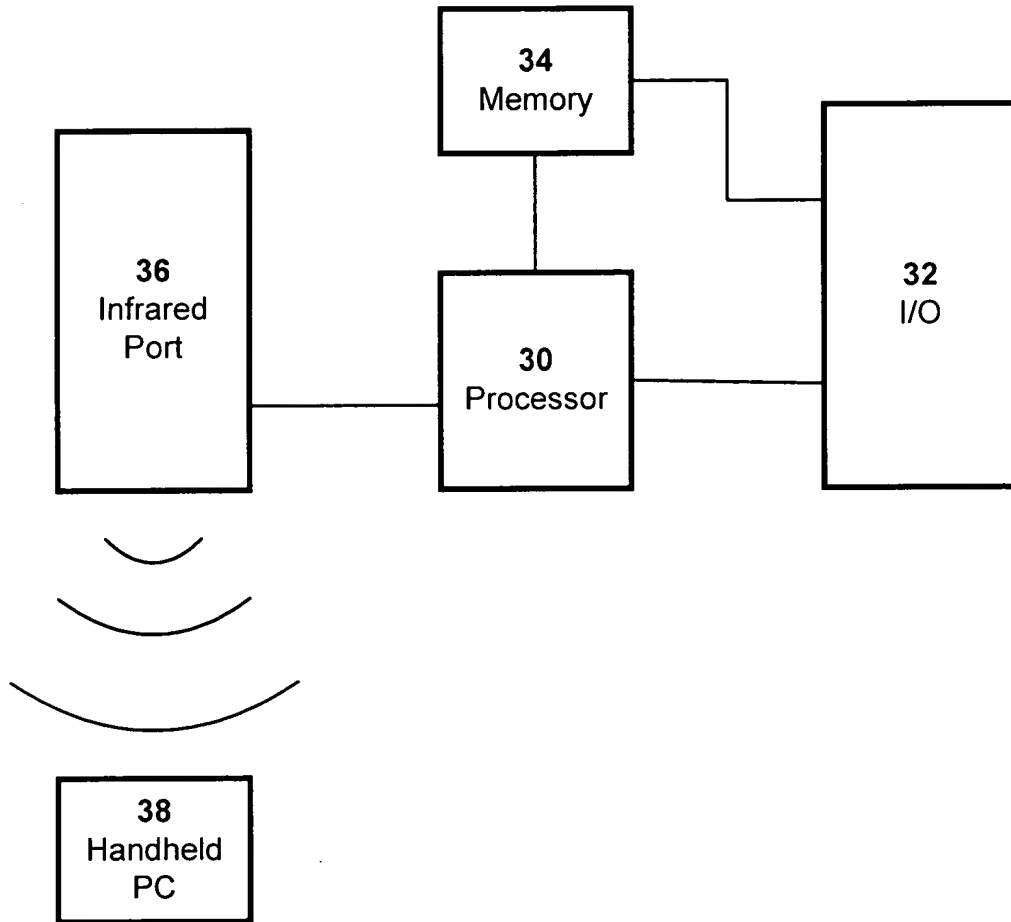 34
Memory
36
Infrared
Port
32
I/O
30
Processor
38
Handheld
PC